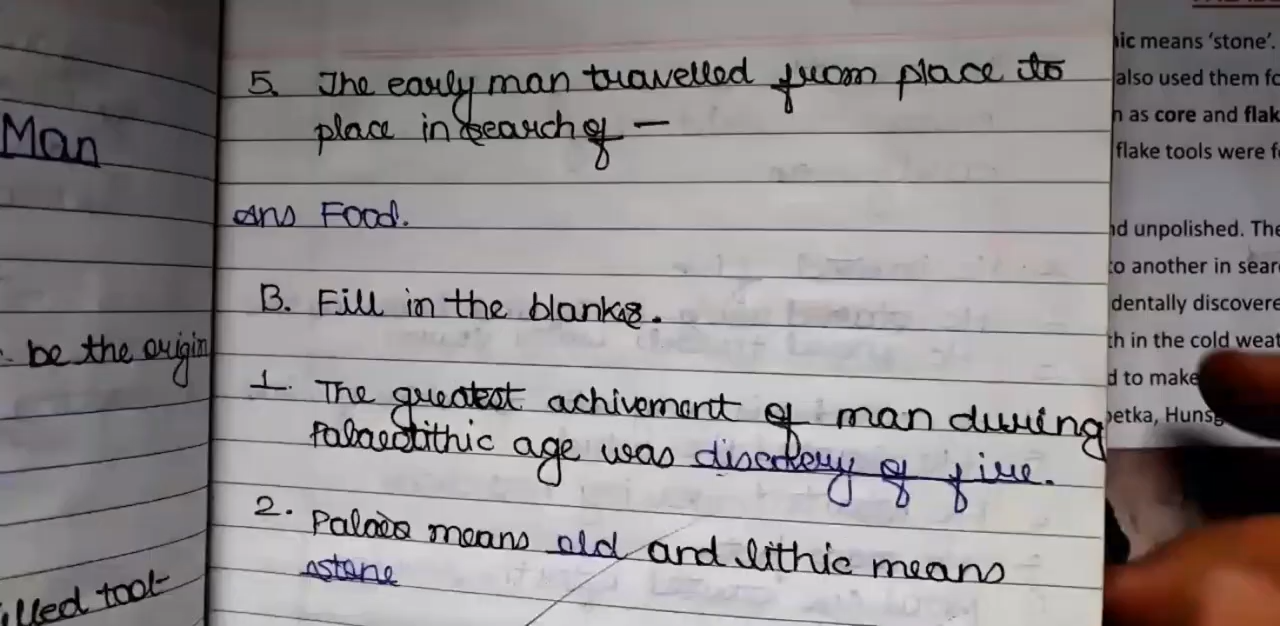 Man
be the origin
illed tool-
5. The early man travelled from place to
place in search of —
Ans Food.
B. Fill in the blanks.
1. The greatest achivement of man during
Palaeolithic age was discovery of fire.
2. Palaeo means old and lithic means
stone
ic means ‘stone’.
also used them fo
n as core and flak
flake tools were f
nd unpolished. The
to another in sear
dentally discovere
th in the cold weat
d to make
petka, Hunsg